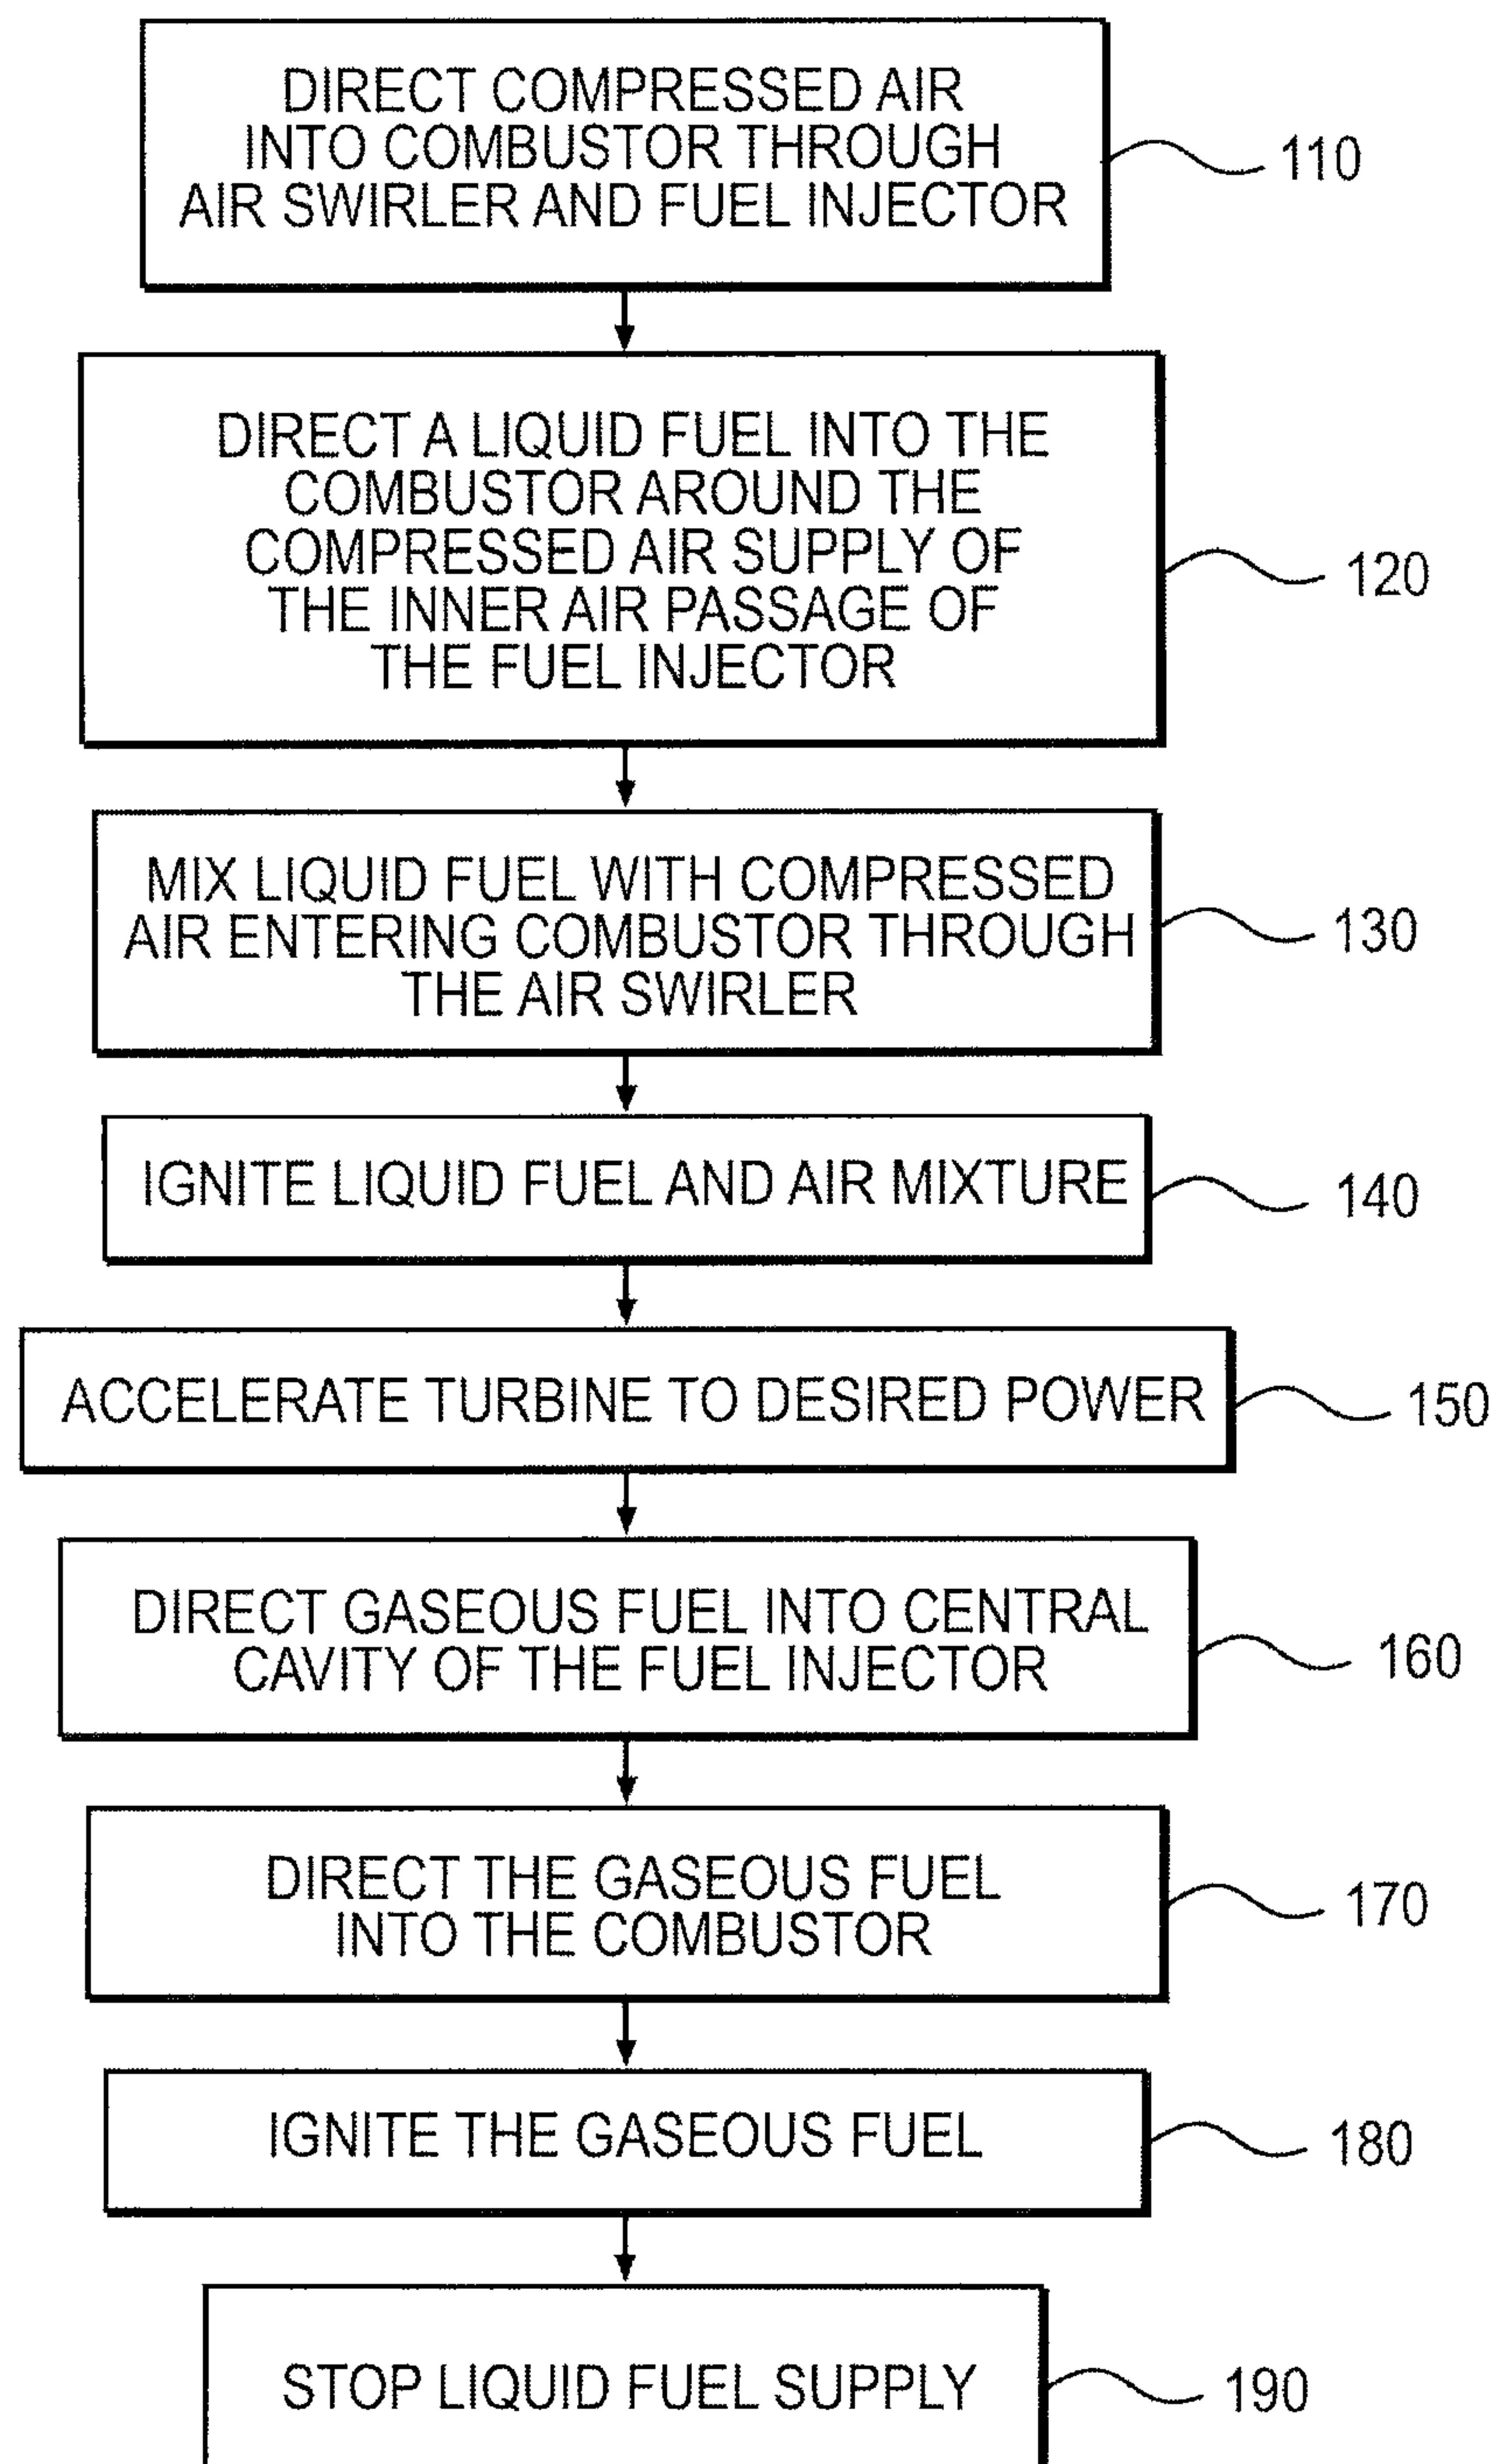 DIRECT COMPRESSED AIR
INTO COMBUSTOR THROUGH
AIR SWIRLER AND FUEL INJECTOR
110
DIRECT A LIQUID FUEL INTO THE
COMBUSTOR AROUND THE
COMPRESSED AIR SUPPLY OF
THE INNER AIR PASSAGE OF
THE FUEL INJECTOR
120
MIX LIQUID FUEL WITH COMPRESSED
AIR ENTERING COMBUSTOR THROUGH
THE AIR SWIRLER
130
IGNITE LIQUID FUEL AND AIR MIXTURE
140
ACCELERATE TURBINE TO DESIRED POWER
150
DIRECT GASEOUS FUEL INTO CENTRAL
CAVITY OF THE FUEL INJECTOR
160
DIRECT THE GASEOUS FUEL
INTO THE COMBUSTOR
170
IGNITE THE GASEOUS FUEL
180
STOP LIQUID FUEL SUPPLY
190